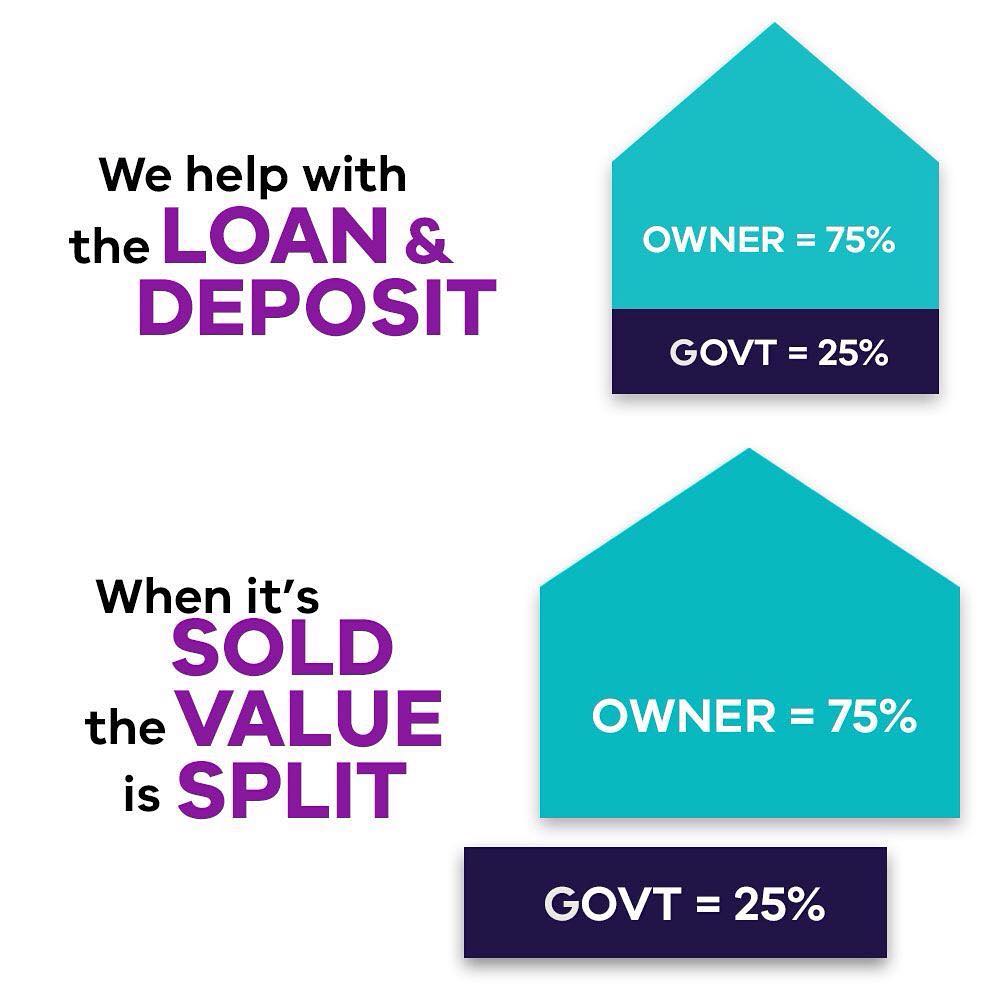 We help with
the LOAN &
DEPOSIT
OWNER = 75%
GOVT = 25%
When it's
SOLD
the VALUE
is SPLIT
OWNER = 75%
GOVT = 25%